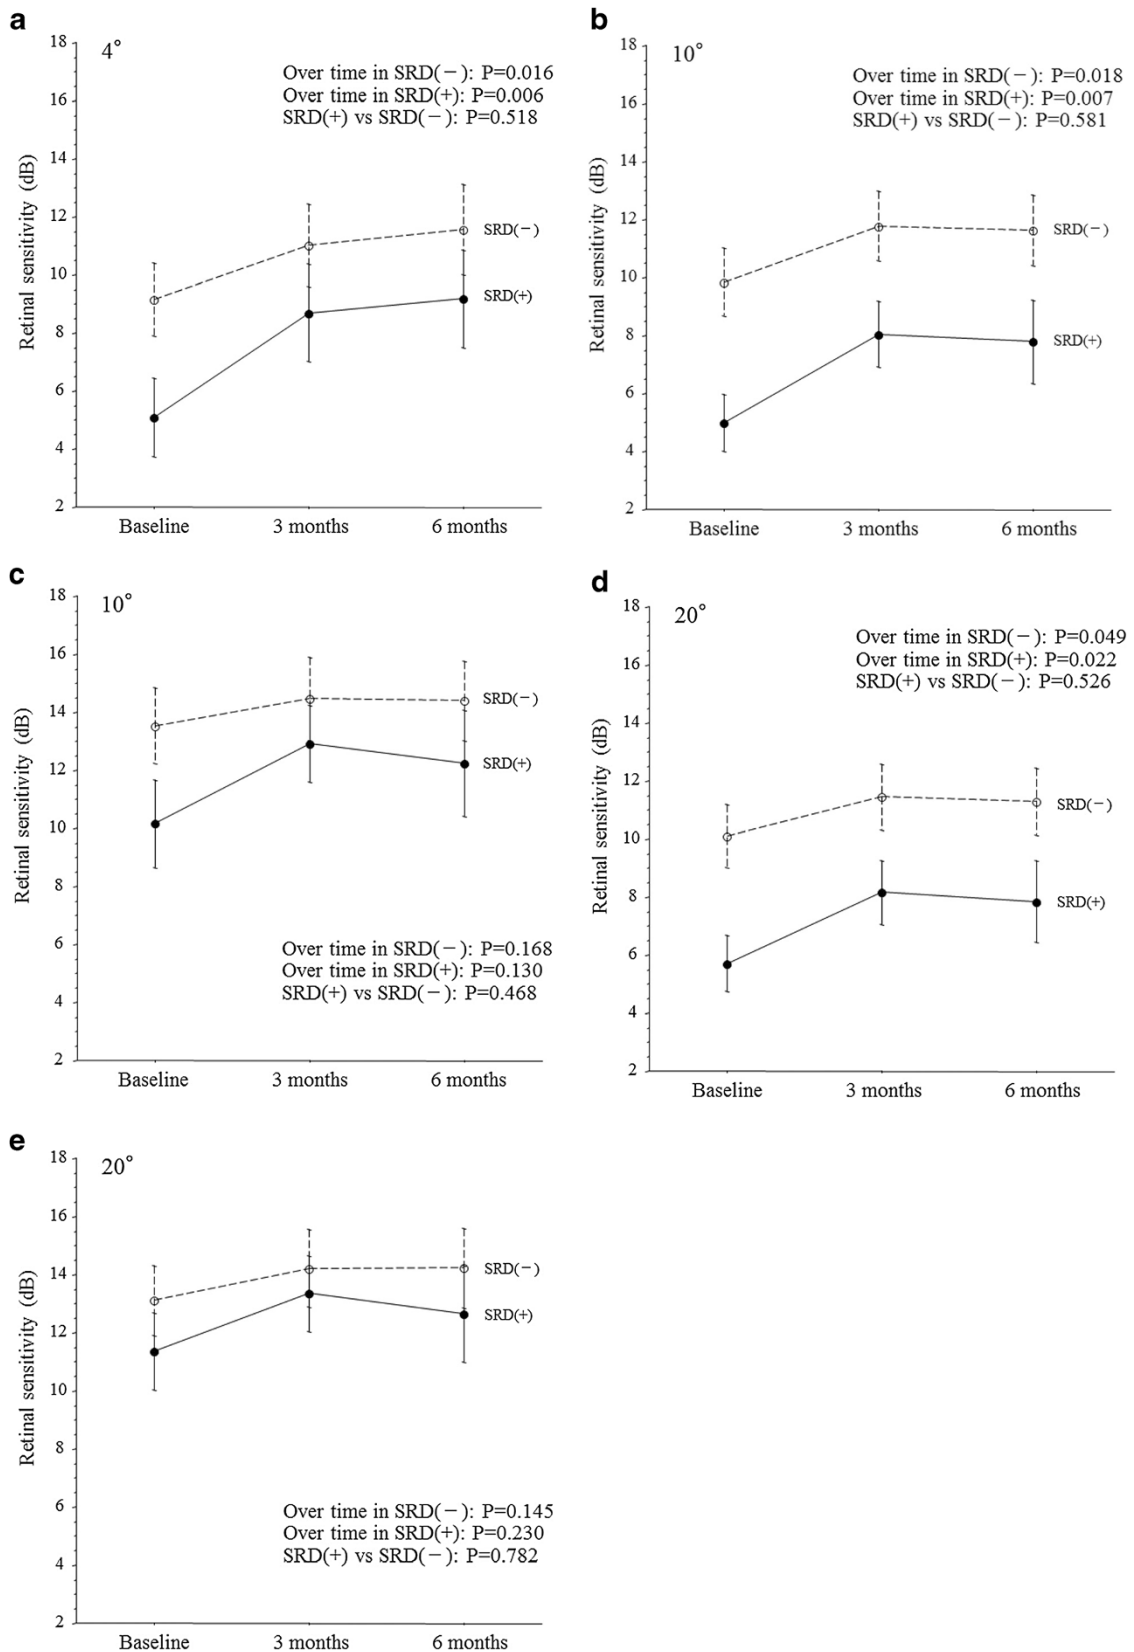 a
4°
Over time in SRD(−): P=0.016
Over time in SRD(+): P=0.006
SRD(+) vs SRD(−): P=0.518
Retinal sensitivity (dB)
18
16
14
12
10
8
6
4
2
SRD(−)
SRD(+)
Baseline 3 months 6 months
b
10°
Over time in SRD(−): P=0.018
Over time in SRD(+): P=0.007
SRD(+) vs SRD(−): P=0.581
Retinal sensitivity (dB)
18
16
14
12
10
8
6
4
2
SRD(−)
SRD(+)
Baseline 3 months 6 months
c
10°
Retinal sensitivity (dB)
18
16
14
12
10
8
6
4
2
SRD(−)
SRD(+)
Over time in SRD(−): P=0.168
Over time in SRD(+): P=0.130
SRD(+) vs SRD(−): P=0.468
Baseline 3 months 6 months
d
20°
Over time in SRD(−): P=0.049
Over time in SRD(+): P=0.022
SRD(+) vs SRD(−): P=0.526
Retinal sensitivity (dB)
18
16
14
12
10
8
6
4
2
SRD(−)
SRD(+)
Baseline 3 months 6 months
e
20°
Retinal sensitivity (dB)
18
16
14
12
10
8
6
4
2
SRD(−)
SRD(+)
Over time in SRD(−): P=0.145
Over time in SRD(+): P=0.230
SRD(+) vs SRD(−): P=0.782
Baseline 3 months 6 months